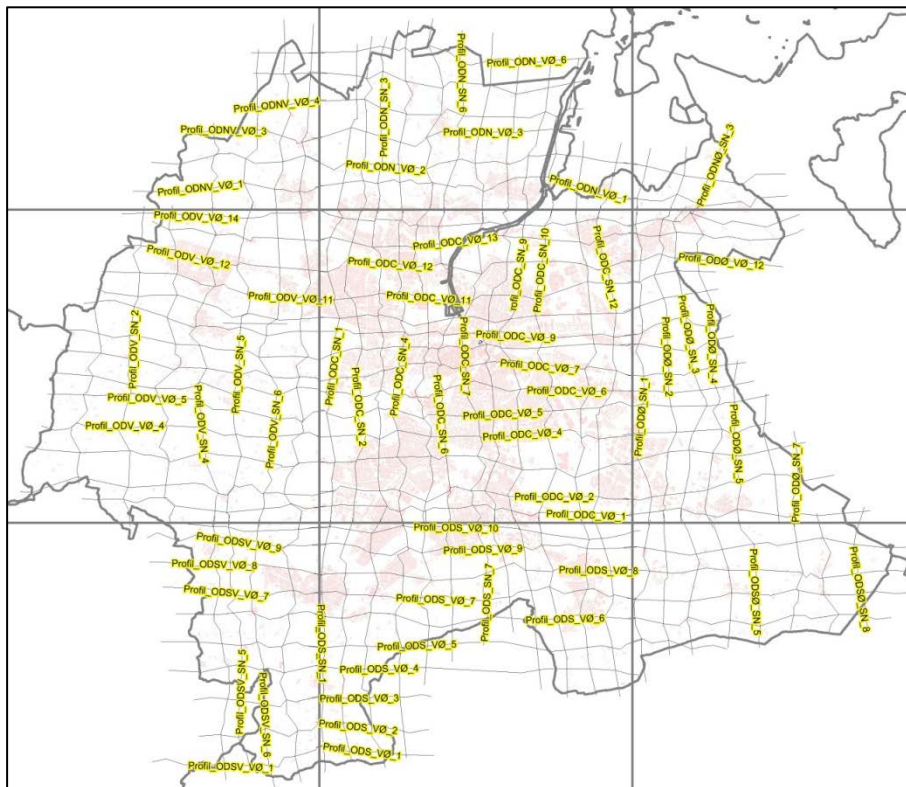 Profil_ODN_SN_6
Profil_ODN_VØ_6
Profil_ODNV_VØ_4
Profil_ODN_SN_3
Profil_ODNV_VØ_3
Profil_ODN_VØ_3
Profil_ODNØ_SN_3
Profil_ODN_VØ_2
Profil_ODNV_VØ_1
Profil_ODN_VØ_1
Profil_ODV_VØ_14
Profil_ODC_VØ_13
Profil_ODV_VØ_12
Profil_ODC_VØ_12
rofil_ODC_SN_9
Profil_ODC_SN_10
Profil_ODC_SN_12
Profil_ODØ_VØ_12
Profil_ODV_VØ_11
Profil_ODC_VØ_11
Profil_ODV_SN_2
Profil_ODV_SN_5
Profil_ODC_SN_1
Profil_ODC_SN_4
Profil_ODC_SN_7
Profil_ODC_VØ_9
Profil_ODØ_SN_2
Profil_ODØ_SN_3
Profil_ODØ_SN_4
Profil_ODC_VØ_7
Profil_ODC_VØ_6
Profil_ODV_VØ_5
Profil_ODV_SN_4
Profil_ODV_SN_6
Profil_ODC_SN_2
Profil_ODC_SN_6
Profil_ODC_VØ_5
Profil_ODØ_SN_1
Profil_ODV_VØ_4
Profil_ODC_VØ_4
Profil_ODØ_SN_5
Profil_ODØ_SN_7
Profil_ODC_VØ_2
Profil_ODC_VØ_1
Profil_ODS_VØ_10
Profil_ODSV_VØ_9
Profil_ODS_VØ_9
Profil_ODSV_VØ_8
Profil_ODS_VØ_8
Profil_ODSV_VØ_7
Profil_ODS_VØ_7
Profil_ODS_SN_7
Profil_ODSØ_SN_5
Profil_ODSØ_SN_8
Profil_ODS_VØ_6
Profil_ODS_SN_1
Profil_ODS_VØ_5
Profil_ODS_VØ_4
Profil_ODSV_SN_5
Profil_ODSV_SN_6
Profil_ODS_VØ_3
Profil_ODS_VØ_2
Profil_ODS_VØ_1
Profil_ODSV_VØ_1